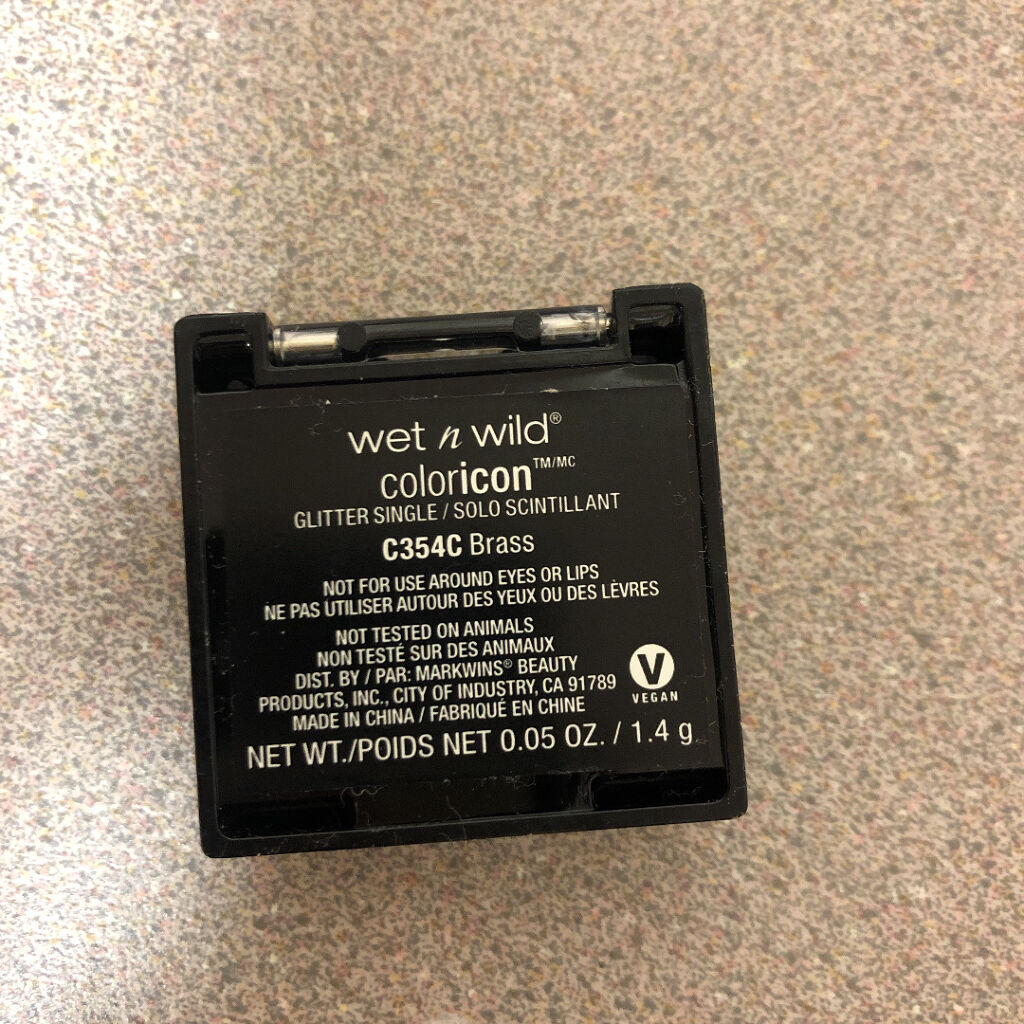 wet n wild®
coloricon™/MC
GLITTER SINGLE / SOLO SCINTILLANT
C354C Brass
NOT FOR USE AROUND EYES OR LIPS
NE PAS UTILISER AUTOUR DES YEUX OU DES LÈVRES
NOT TESTED ON ANIMALS
NON TESTÉ SUR DES ANIMAUX
DIST. BY / PAR: MARKWINS® BEAUTY
PRODUCTS, INC., CITY OF INDUSTRY, CA 91789
MADE IN CHINA / FABRIQUÉ EN CHINE
V
VEGAN
NET WT./POIDS NET 0.05 OZ. / 1.4 g